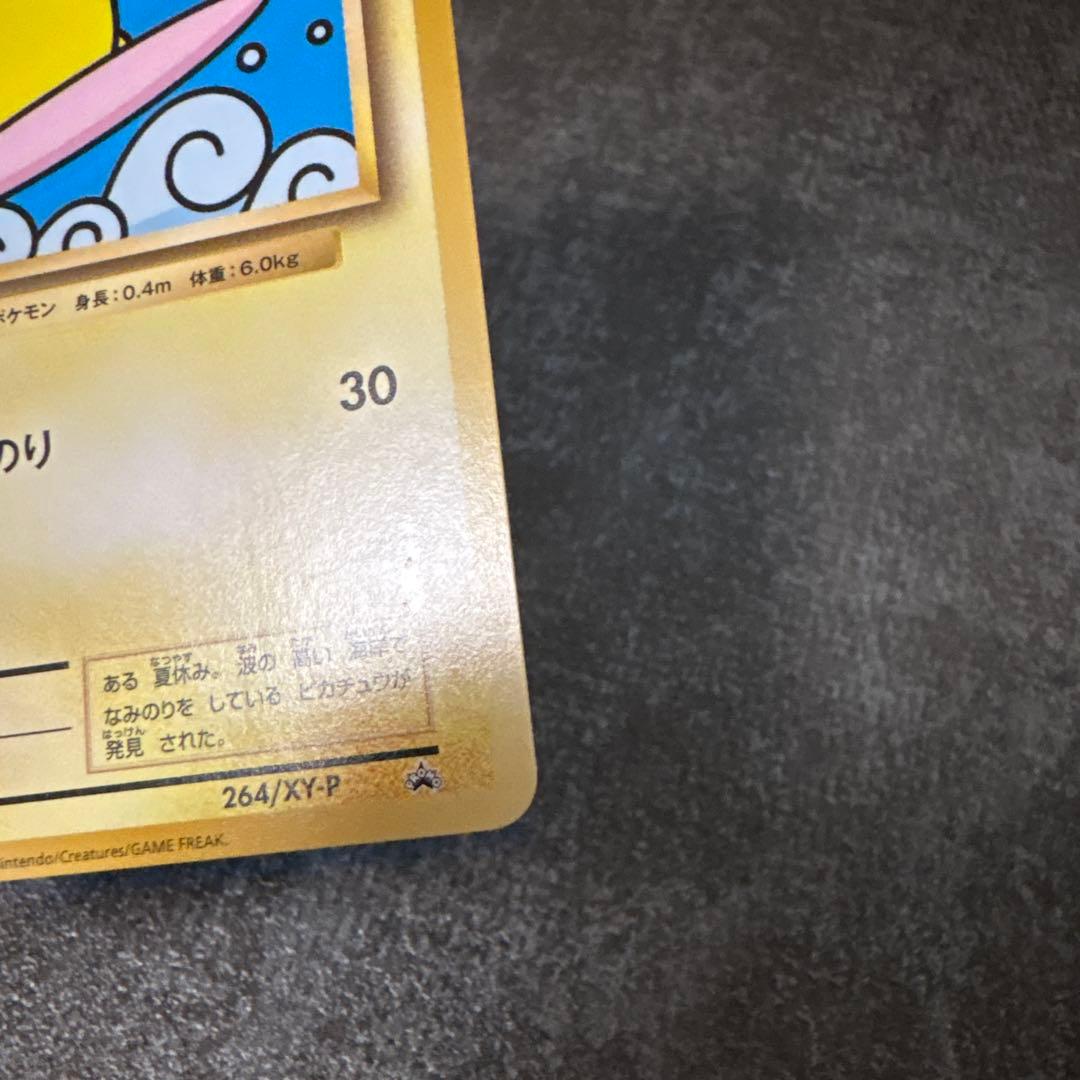 ポケモン 身長:0.4m 体重:6.0kg
30
のり
ある 夏休み。波の 高い 海岸で
なみのりを している ピカチュウが
発見 された。
264/XY-P
PROMO
intendo/Creatures/GAME FREAK.